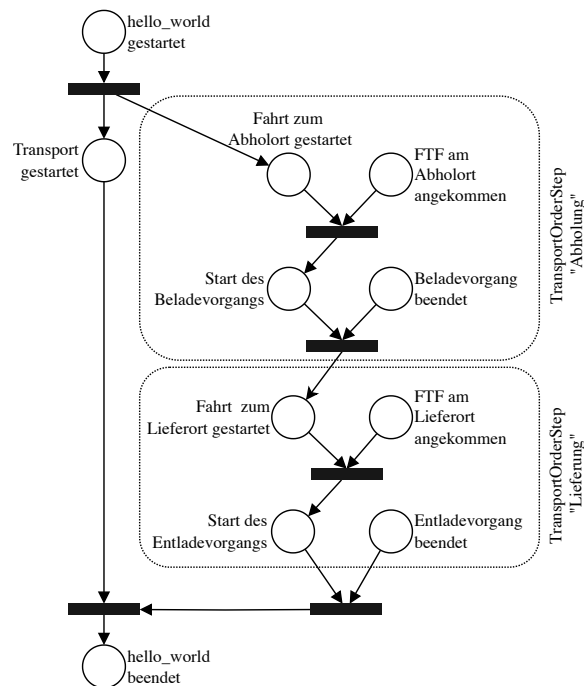 hello_world
gestartet
Transport
gestartet
Fahrt zum
Abholort gestartet
FTF am
Abholort
angekommen
Start des
Beladevorgangs
Beladevorgang
beendet
TransportOrderStep
"Abholung"
Fahrt zum
Lieferort gestartet
FTF am
Lieferort
angekommen
Start des
Entladevorgangs
Entladevorgang
beendet
TransportOrderStep
"Lieferung"
hello_world
beendet